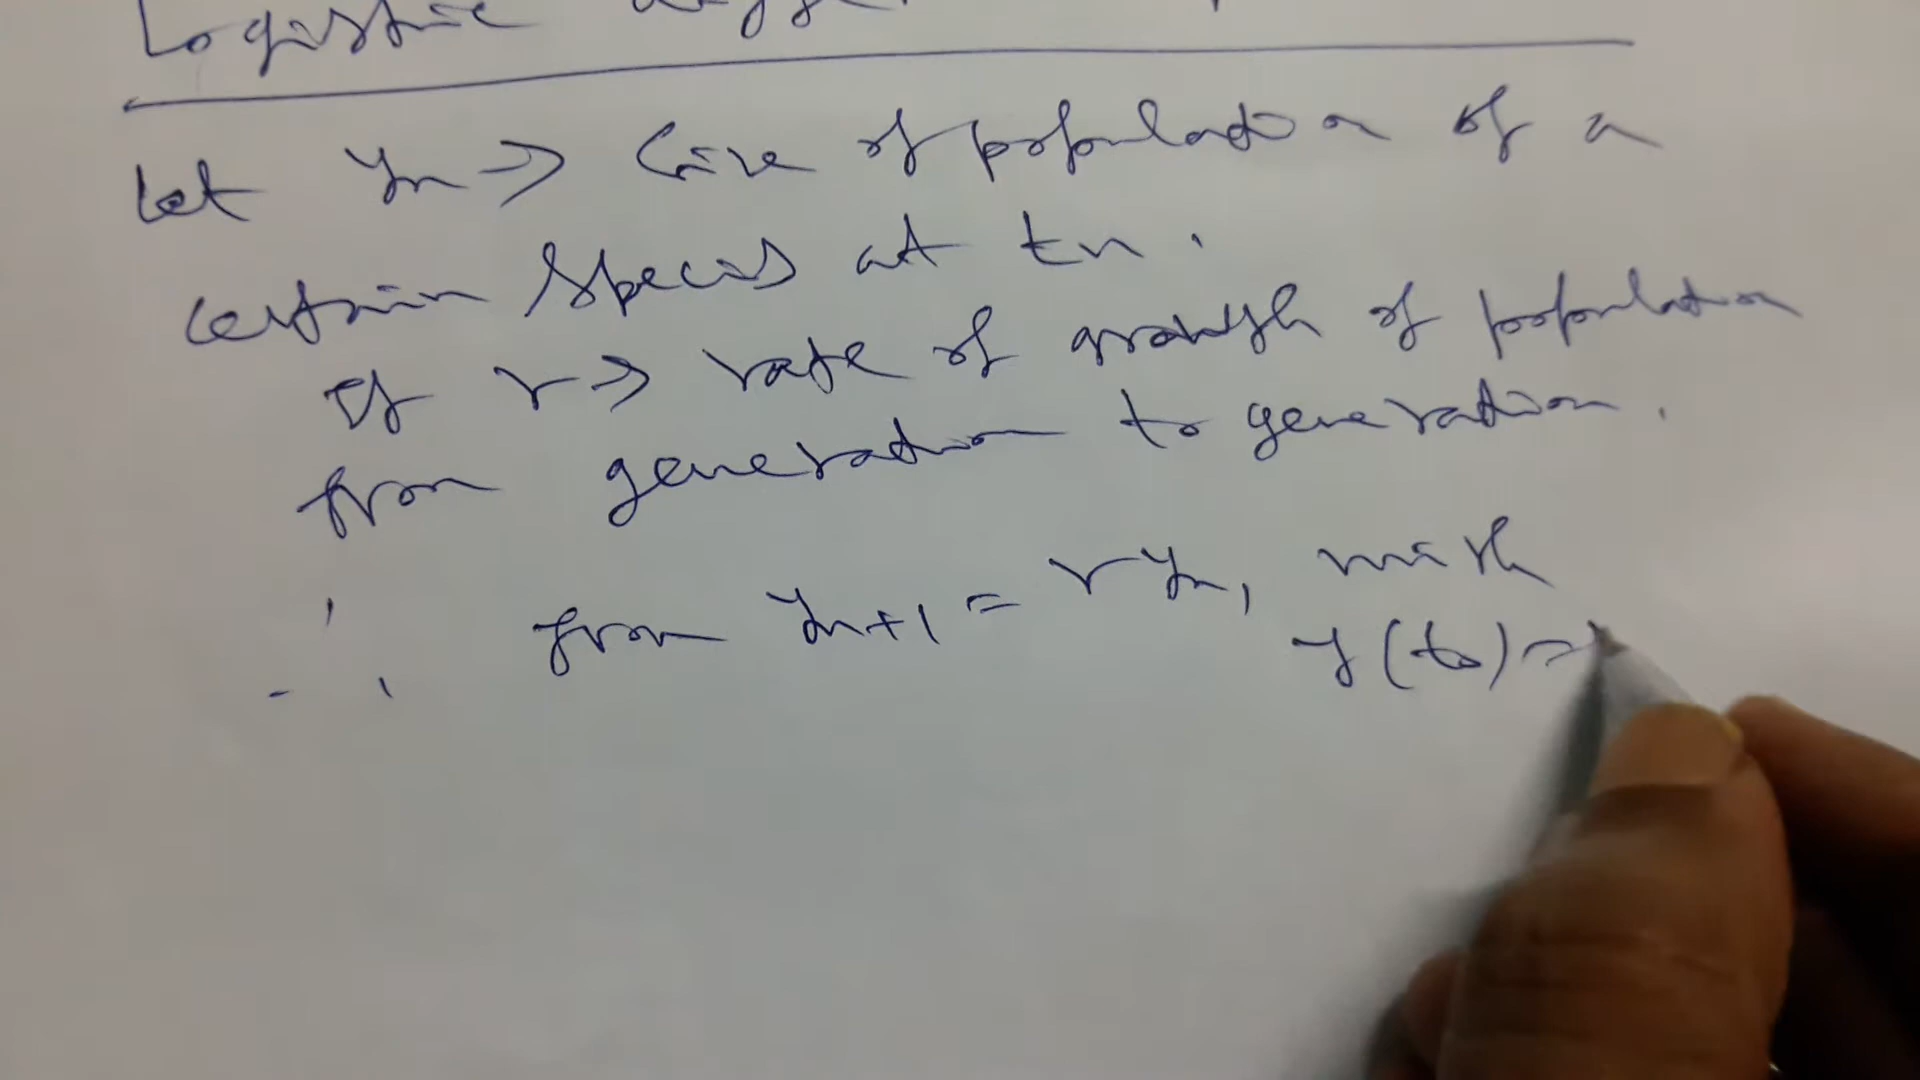 Logistic
Let yn → Size of population of a
certain species at tn.
If r → rate of growth of population
from generation to generation.
∴ from yn+1 = r yn, with
y(t0) =